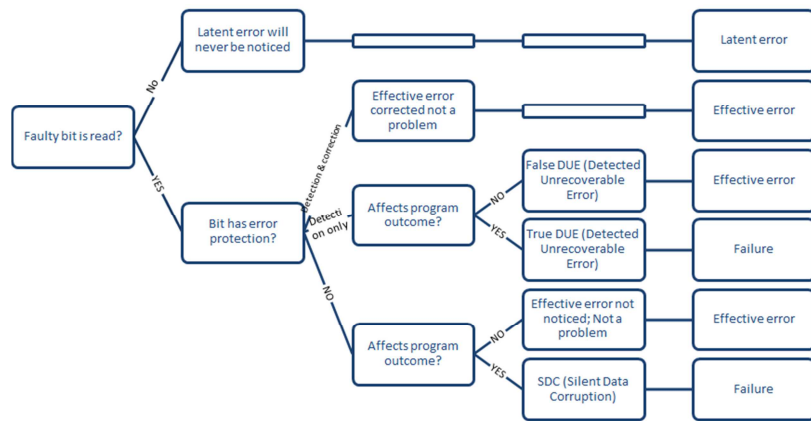 Latent error will
never be noticed
Latent error
No
Effective error
corrected not a
problem
Effective error
Detection & correction
Faulty bit is read?
False DUE (Detected
Unrecoverable
Error)
Effective error
YES
Bit has error
protection?
Detecti
on only
Affects program
outcome?
NO
YES
True DUE (Detected
Unrecoverable
Error)
Failure
NO
Effective error not
noticed; Not a
problem
Effective error
Affects program
outcome?
NO
YES
SDC (Silent Data
Corruption)
Failure